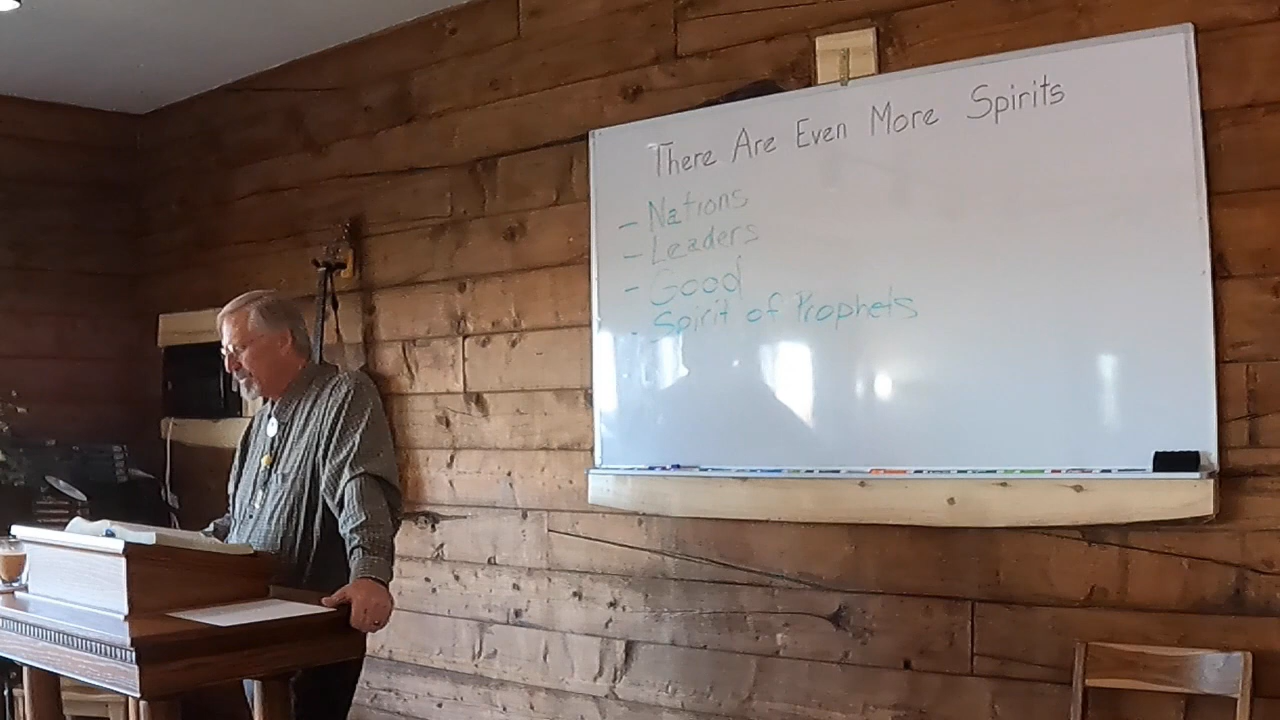 There Are Even More Spirits
- Nations
- Leaders
- Good
- Spirit of Prophets